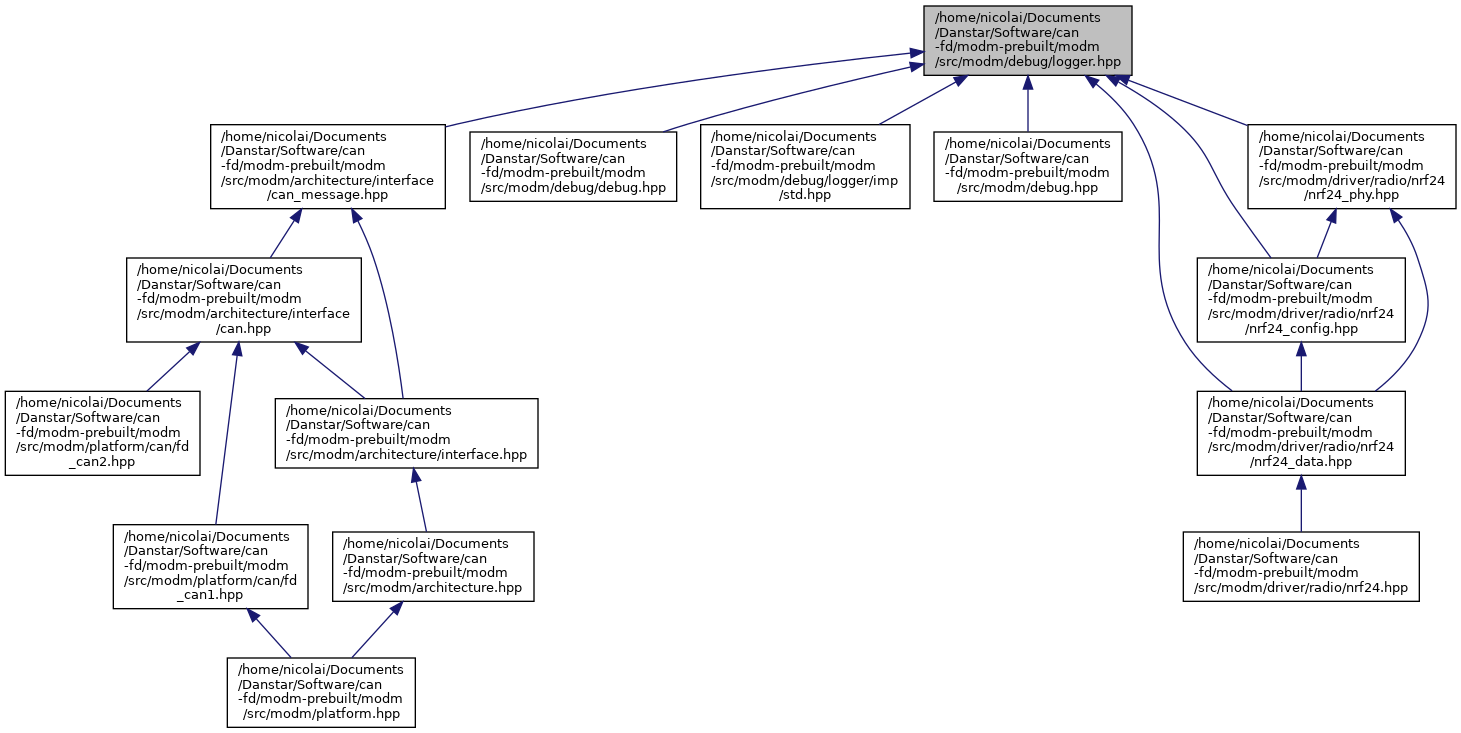 /home/nicolai/Documents
/Danstar/Software/can
-fd/modm-prebuilt/modm
/src/modm/debug/logger.hpp
/home/nicolai/Documents
/Danstar/Software/can
-fd/modm-prebuilt/modm
/src/modm/architecture/interface
/can_message.hpp
/home/nicolai/Documents
/Danstar/Software/can
-fd/modm-prebuilt/modm
/src/modm/debug/debug.hpp
/home/nicolai/Documents
/Danstar/Software/can
-fd/modm-prebuilt/modm
/src/modm/debug/logger/imp
/std.hpp
/home/nicolai/Documents
/Danstar/Software/can
-fd/modm-prebuilt/modm
/src/modm/debug.hpp
/home/nicolai/Documents
/Danstar/Software/can
-fd/modm-prebuilt/modm
/src/modm/driver/radio/nrf24
/nrf24_phy.hpp
/home/nicolai/Documents
/Danstar/Software/can
-fd/modm-prebuilt/modm
/src/modm/architecture/interface
/can.hpp
/home/nicolai/Documents
/Danstar/Software/can
-fd/modm-prebuilt/modm
/src/modm/driver/radio/nrf24
/nrf24_config.hpp
/home/nicolai/Documents
/Danstar/Software/can
-fd/modm-prebuilt/modm
/src/modm/platform/can/fd
_can2.hpp
/home/nicolai/Documents
/Danstar/Software/can
-fd/modm-prebuilt/modm
/src/modm/architecture/interface.hpp
/home/nicolai/Documents
/Danstar/Software/can
-fd/modm-prebuilt/modm
/src/modm/driver/radio/nrf24
/nrf24_data.hpp
/home/nicolai/Documents
/Danstar/Software/can
-fd/modm-prebuilt/modm
/src/modm/platform/can/fd
_can1.hpp
/home/nicolai/Documents
/Danstar/Software/can
-fd/modm-prebuilt/modm
/src/modm/architecture.hpp
/home/nicolai/Documents
/Danstar/Software/can
-fd/modm-prebuilt/modm
/src/modm/driver/radio/nrf24.hpp
/home/nicolai/Documents
/Danstar/Software/can
-fd/modm-prebuilt/modm
/src/modm/platform.hpp